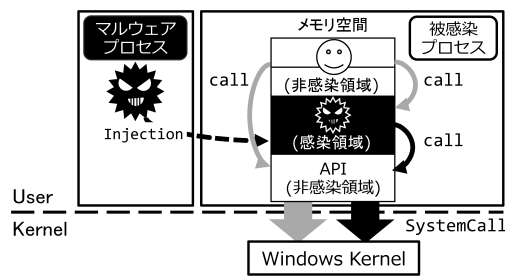 マルウェア
プロセス
Injection
メモリ空間
被感染
プロセス
call
(非感染領域)
call
(感染領域)
call
API
(非感染領域)
User
Kernel
SystemCall
Windows Kernel